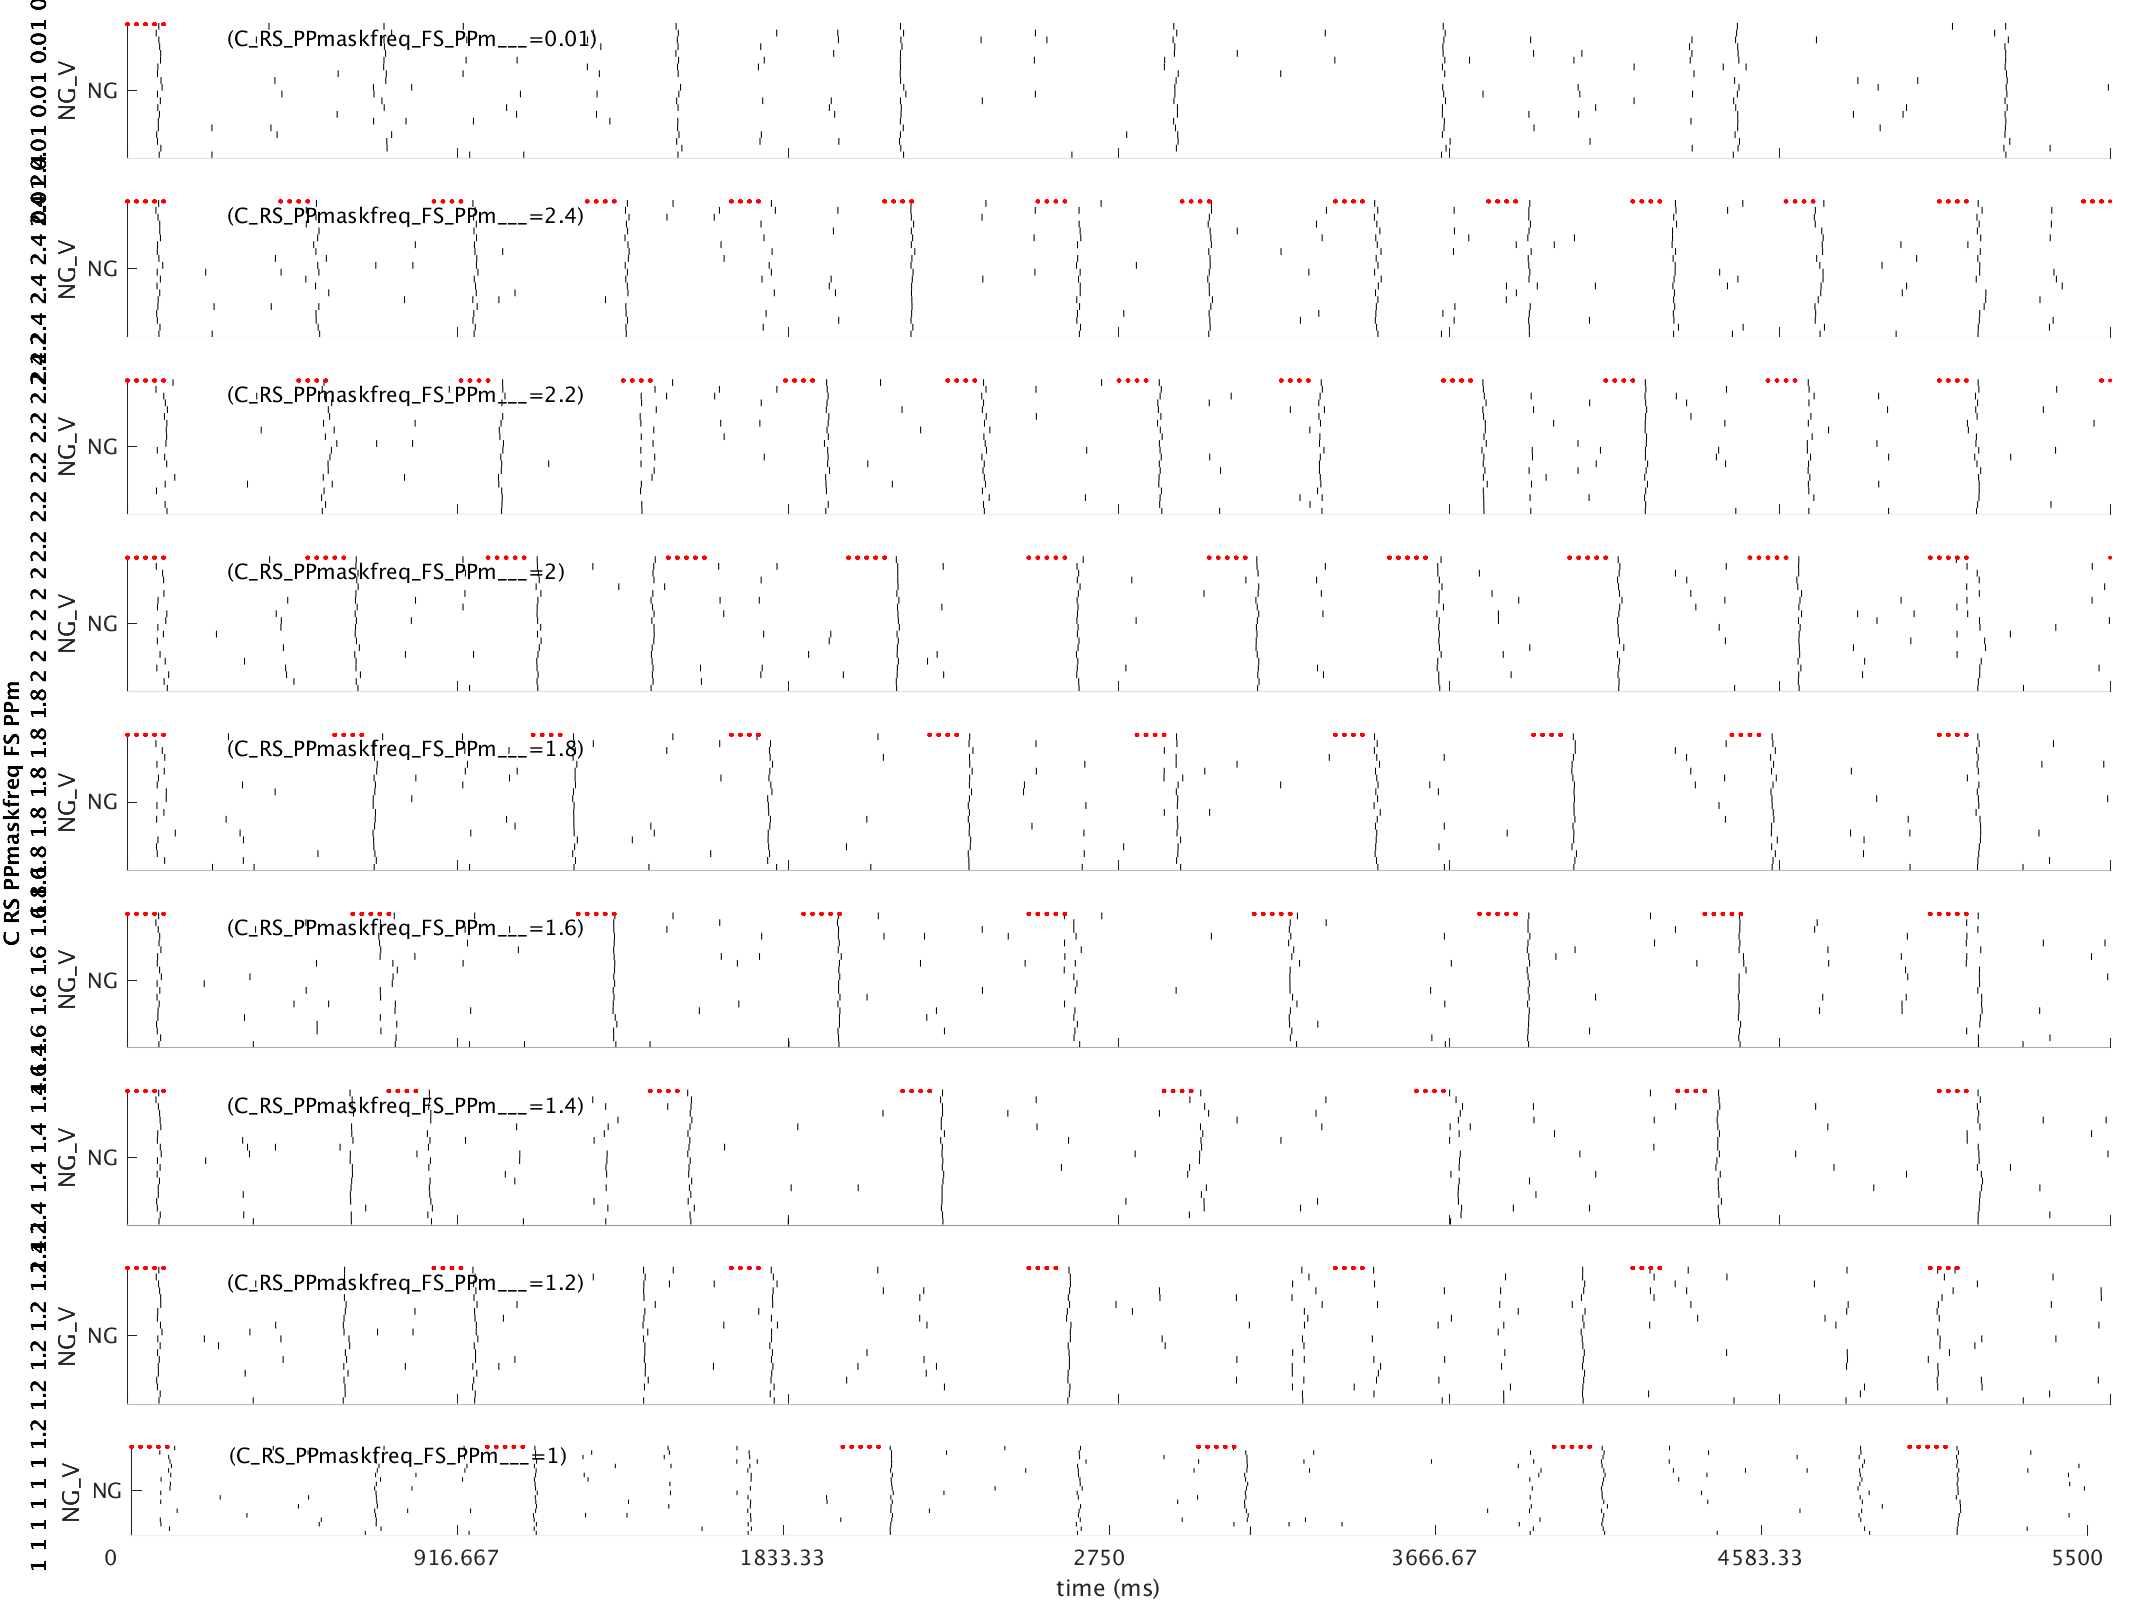 (C_RS_PPmaskfreq_FS_PPm___=0.01)
NG_V
NG
(C_RS_PPmaskfreq_FS_PPm___=2.4)
NG_V
NG
(C_RS_PPmaskfreq_FS_PPm___=2.2)
NG_V
NG
(C_RS_PPmaskfreq_FS_PPm___=2)
NG_V
NG
(C_RS_PPmaskfreq_FS_PPm___=1.8)
NG_V
NG
(C_RS_PPmaskfreq_FS_PPm___=1.6)
NG_V
NG
(C_RS_PPmaskfreq_FS_PPm___=1.4)
NG_V
NG
(C_RS_PPmaskfreq_FS_PPm___=1.2)
NG_V
NG
(C_RS_PPmaskfreq_FS_PPm___=1)
NG_V
NG
C RS PPmaskfreq FS PPm
0 916.667 1833.33 2750 3666.67 4583.33 5500
time (ms)